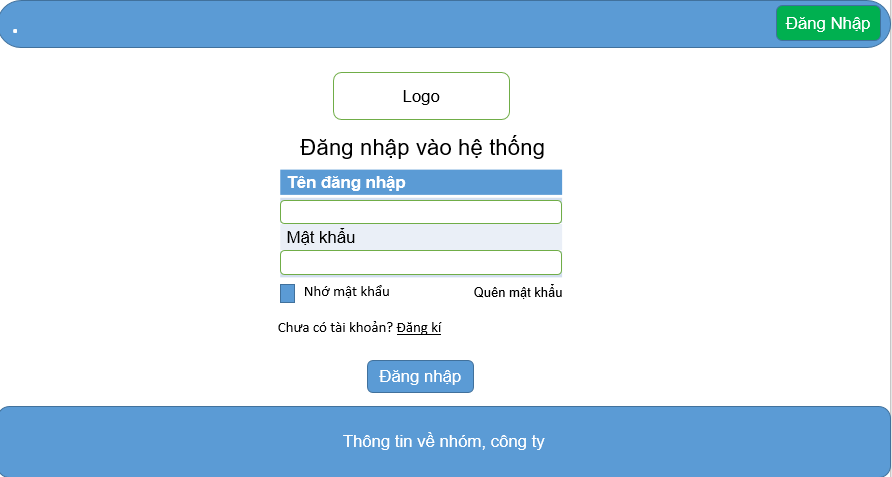 .
Đăng Nhập
Logo
Đăng nhập vào hệ thống
Tên đăng nhập
Mật khẩu
Nhớ mật khẩu
Quên mật khẩu
Chưa có tài khoản? Đăng kí
Đăng nhập
Thông tin về nhóm, công ty